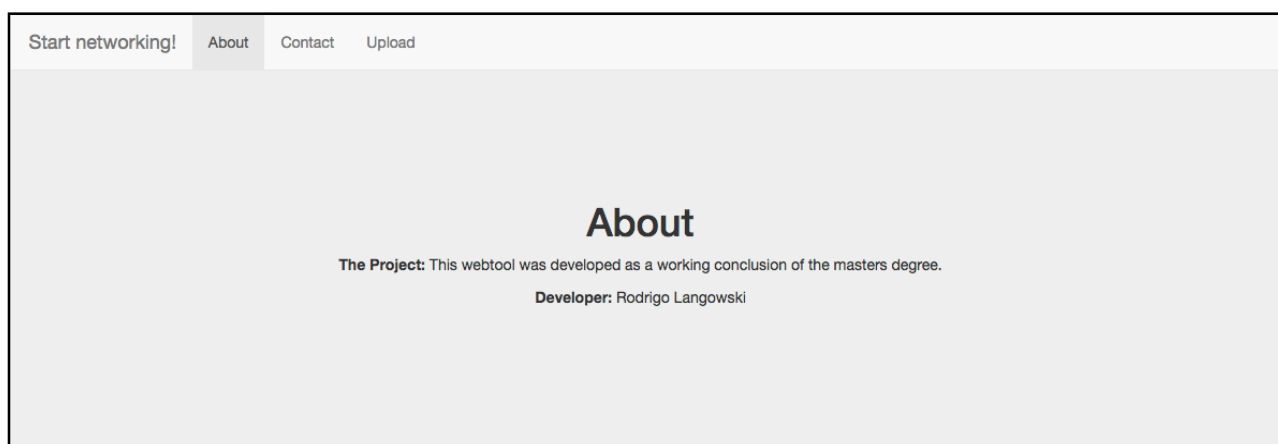 Start networking! About Contact Upload
About
The Project: This webtool was developed as a working conclusion of the masters degree.
Developer: Rodrigo Langowski